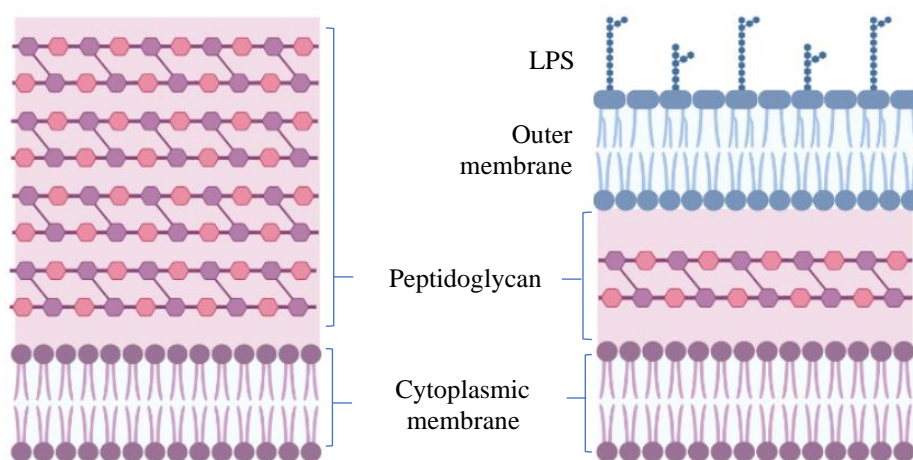 LPS
Outer
membrane
Peptidoglycan
Cytoplasmic
membrane